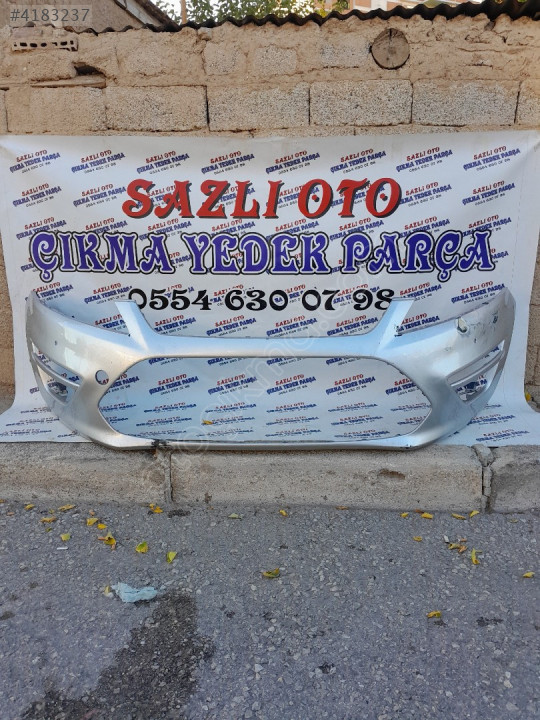 #4183237
SAZLI OTO
ÇIKMA YEDEK PARÇA
0554 630 07 98